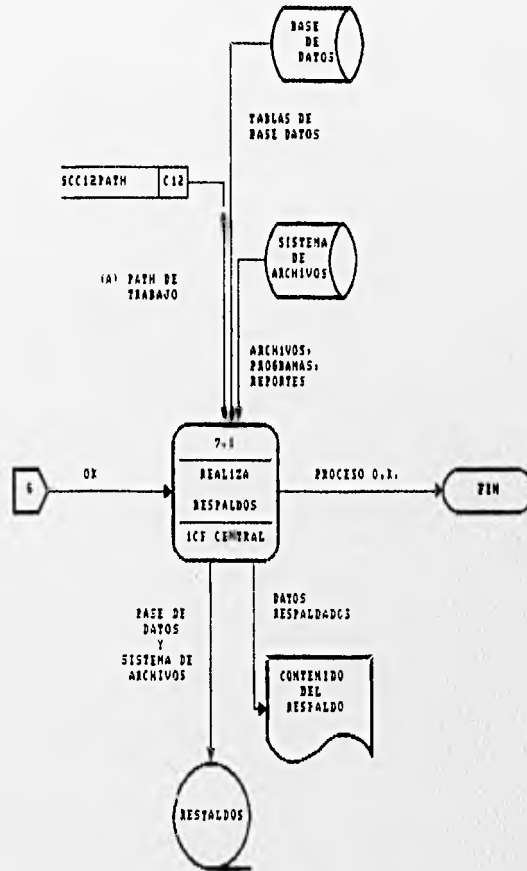 BASE
DE
DATOS
TABLAS DE
BASE DATOS
SCC12PATH C12
SISTEMA
DE
ARCHIVOS
(A) PATH DE
TRABAJO
ARCHIVOS,
PROGRAMAS,
REPORTES
7.1
REALIZA
RESPALDOS
ICF CENTRAL
6
OK
PROCESO O.K.
FIN
BASE DE
DATOS
Y
SISTEMA DE
ARCHIVOS
DATOS
RESPALDADOS
CONTENIDO
DEL
RESPALDO
RESPALDOS